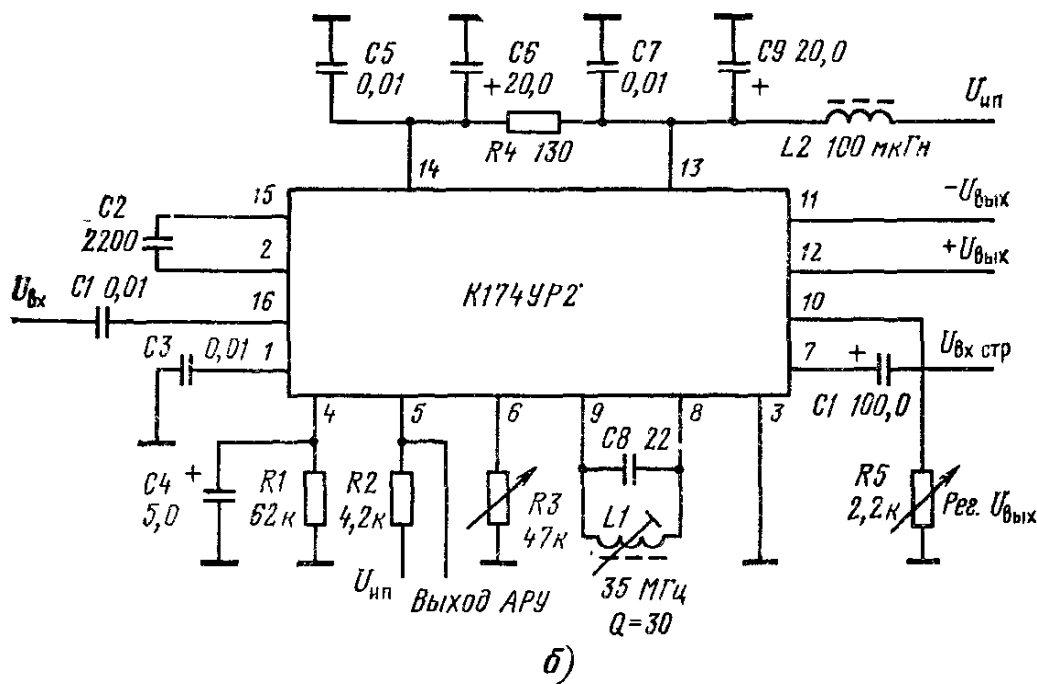 C5
0,01
C6
+20,0
C7
0,01
C9 20,0
+
Uип
R4 130
L2 100 мкГн
14
13
15
C2
2200
2
Uвх
C1 0,01
16
C3
0,01
1
К174УР2
11
-Uвых
12
+Uвых
10
7
+
Uвх стр
C1 100,0
4
5
6
9
8
3
C8 22
C4
5,0
+
R1
62к
R2
4,2к
R3
47к
L1
35 МГц
Q=30
R5
2,2к
Рег. Uвых
Uип
Выход АРУ
б)